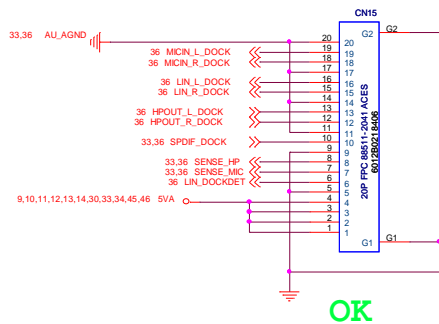 CN15
33,36 AU_AGND
20 20 G2 G2
36 MICIN_L_DOCK 19 19
36 MICIN_R_DOCK 18 18
17 17
36 LIN_L_DOCK 16 16
36 LIN_R_DOCK 15 15
14 14
36 HPOUT_L_DOCK 13 13
36 HPOUT_R_DOCK 12 12
11 11
33,36 SPDIF_DOCK 10 10
9 9
33,36 SENSE_HP 8 8
33,36 SENSE_MIC 7 7
36 LIN_DOCKDET 6 6
5 5
9,10,11,12,13,14,30,33,34,45,46 5VA 4 4
3 3
2 2
1 1 G1 G1
20P FPC 88511-2041 ACES
6012B0218406
OK